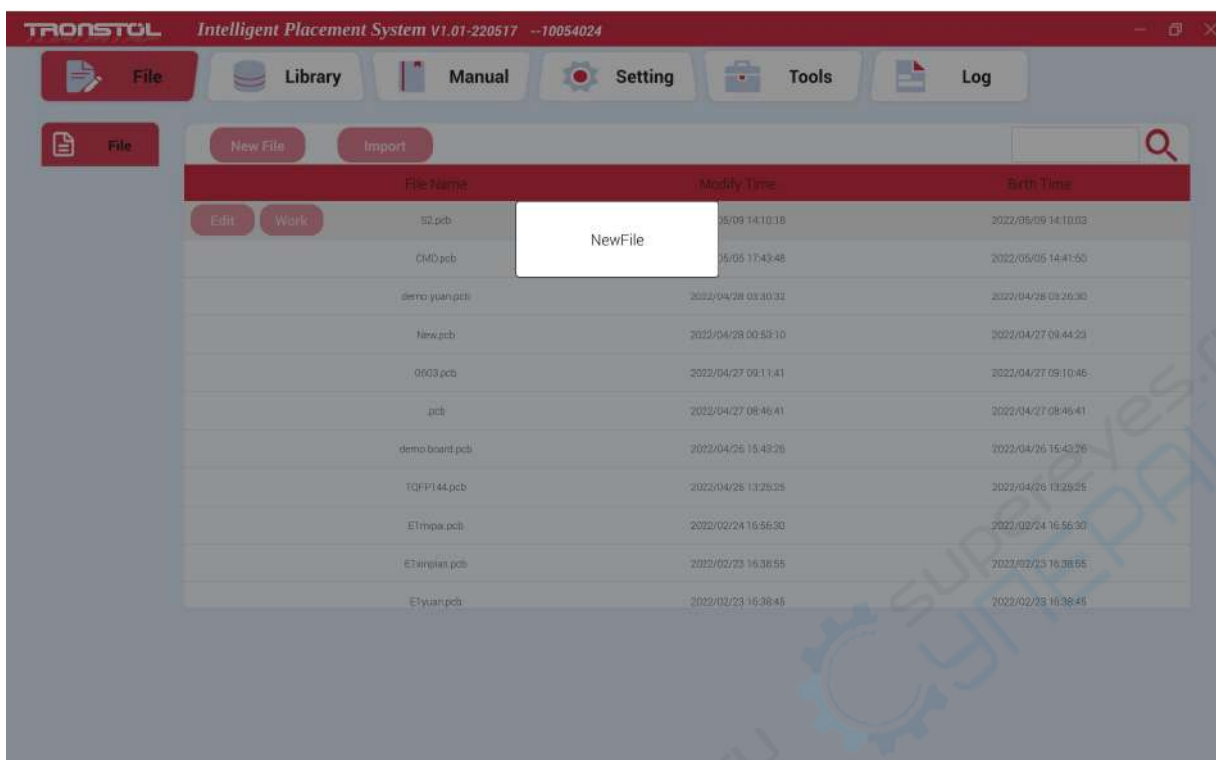 TRONSTOL Intelligent Placement System V1.01-220517 --10054024
File Library Manual Setting Tools Log
File New File Import
File Name Modify Time Birth Time
Edit Work S2.pcb 05/09 14:10:18 2022/05/09 14:10:03
NewFile
CMD.pcb 05/05 17:43:48 2022/05/05 14:41:50
demo yuan.pcb 2022/04/28 03:30:32 2022/04/28 03:26:30
New.pcb 2022/04/28 00:53:10 2022/04/27 09:44:23
0603.pcb 2022/04/27 09:11:41 2022/04/27 09:10:46
.pcb 2022/04/27 08:46:41 2022/04/27 08:46:41
demo board.pcb 2022/04/26 15:43:26 2022/04/26 15:43:26
TQFP144.pcb 2022/04/26 13:26:25 2022/04/26 13:26:25
E1mipai.pcb 2022/02/24 16:56:30 2022/02/24 16:56:30
E1xinpian.pcb 2022/02/23 16:38:55 2022/02/23 16:38:55
E1yuan.pcb 2022/02/23 16:38:45 2022/02/23 16:38:45